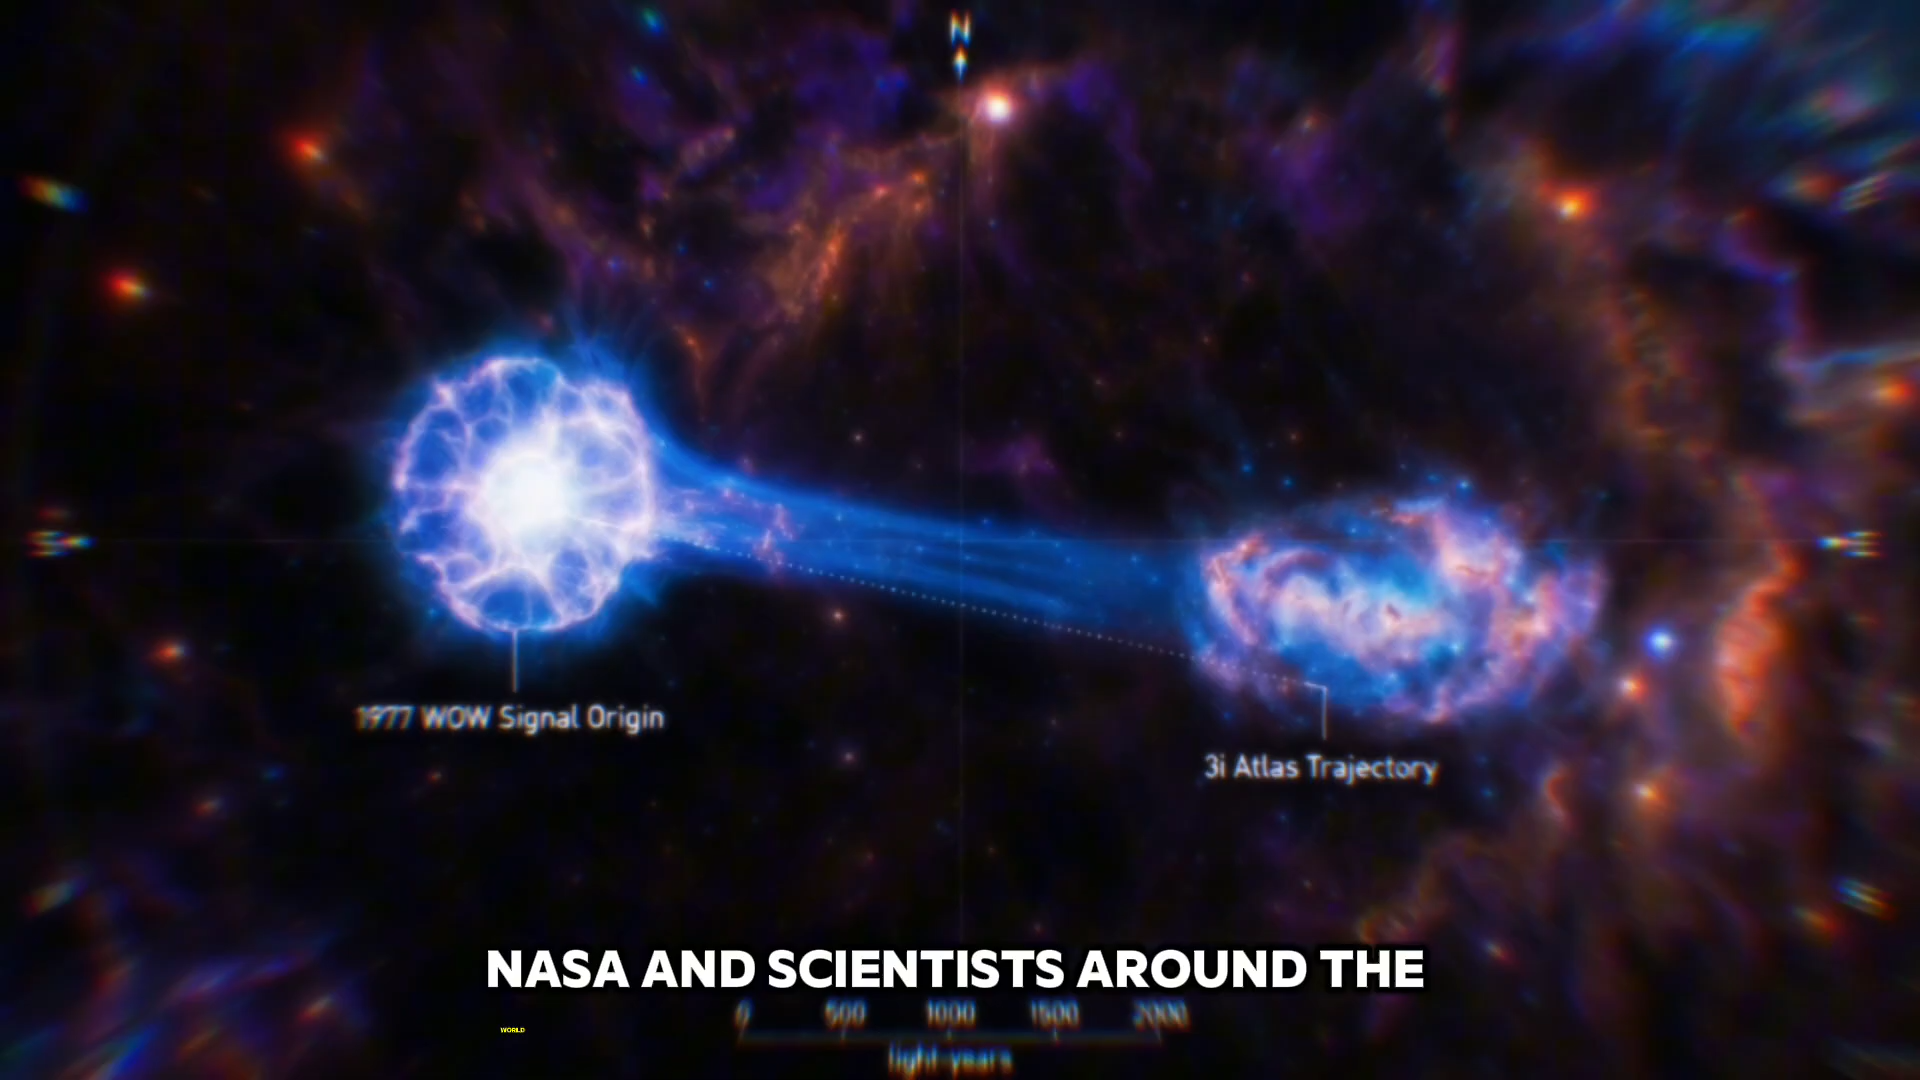 N
1977 WOW Signal Origin
3i Atlas Trajectory
NASA AND SCIENTISTS AROUND THE
WORLD
0 500 1000 1500 2000
light-years